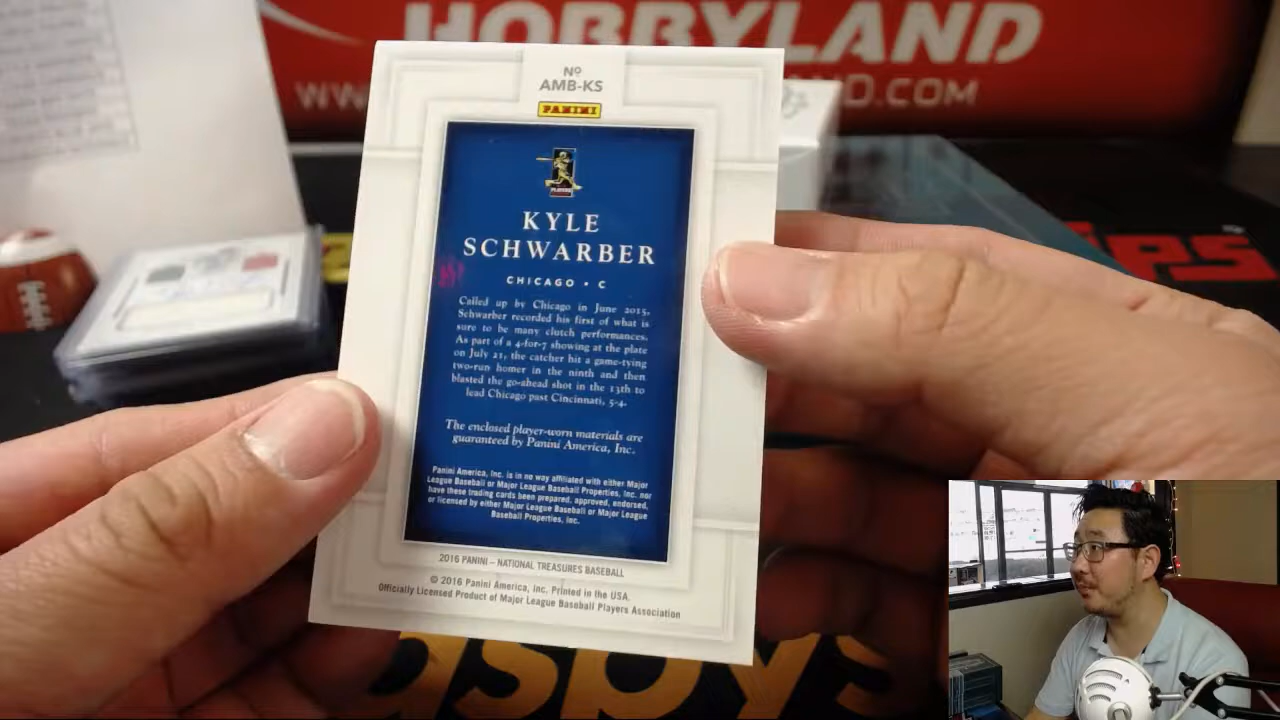 HOBBYLAND
WW
D.COM
Nº
AMB-KS
PANINI
PLAYERS
KYLE
SCHWARBER
CHICAGO • C
Called up by Chicago in June 2015,
Schwarber recorded his first of what is
sure to be many clutch performances.
As part of a 4-for-7 showing at the plate
on July 21, the catcher hit a game-tying
two-run homer in the ninth and then
blasted the go-ahead shot in the 13th to
lead Chicago past Cincinnati, 5-4.
The enclosed player-worn materials are
guaranteed by Panini America, Inc.
Panini America, Inc. is in no way affiliated with either Major
League Baseball or Major League Baseball Properties, Inc. nor
have these trading cards been prepared, approved, endorsed,
or licensed by either Major League Baseball or Major League
Baseball Properties, Inc.
2016 PANINI – NATIONAL TREASURES BASEBALL
© 2016 Panini America, Inc. Printed in the USA.
Officially Licensed Product of Major League Baseball Players Association
aspys